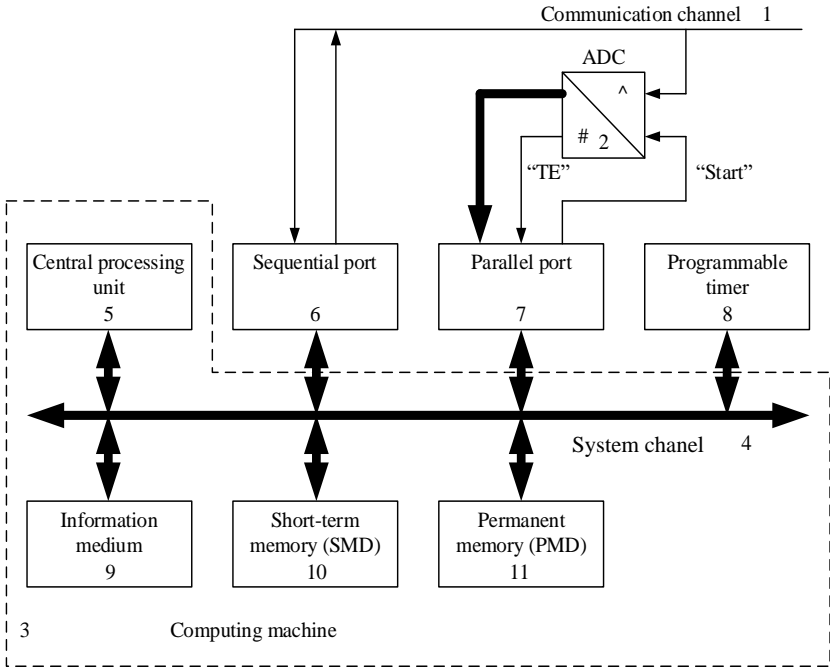 Communication channel 1
ADC
^
# 2
“TE”
“Start”
Central processing
unit
5
Sequential port
6
Parallel port
7
Programmable
timer
8
System chanel 4
Information
medium
9
Short-term
memory (SMD)
10
Permanent
memory (PMD)
11
3 Computing machine